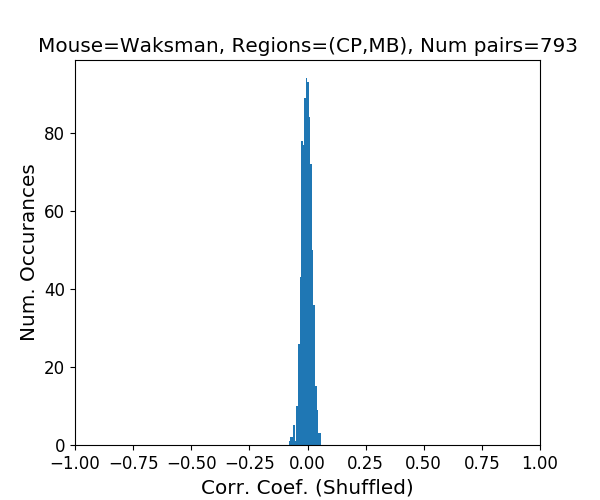 Mouse=Waksman, Regions=(CP,MB), Num pairs=793
Num. Occurances
80
60
40
20
0
−1.00 −0.75 −0.50 −0.25 0.00 0.25 0.50 0.75 1.00
Corr. Coef. (Shuffled)